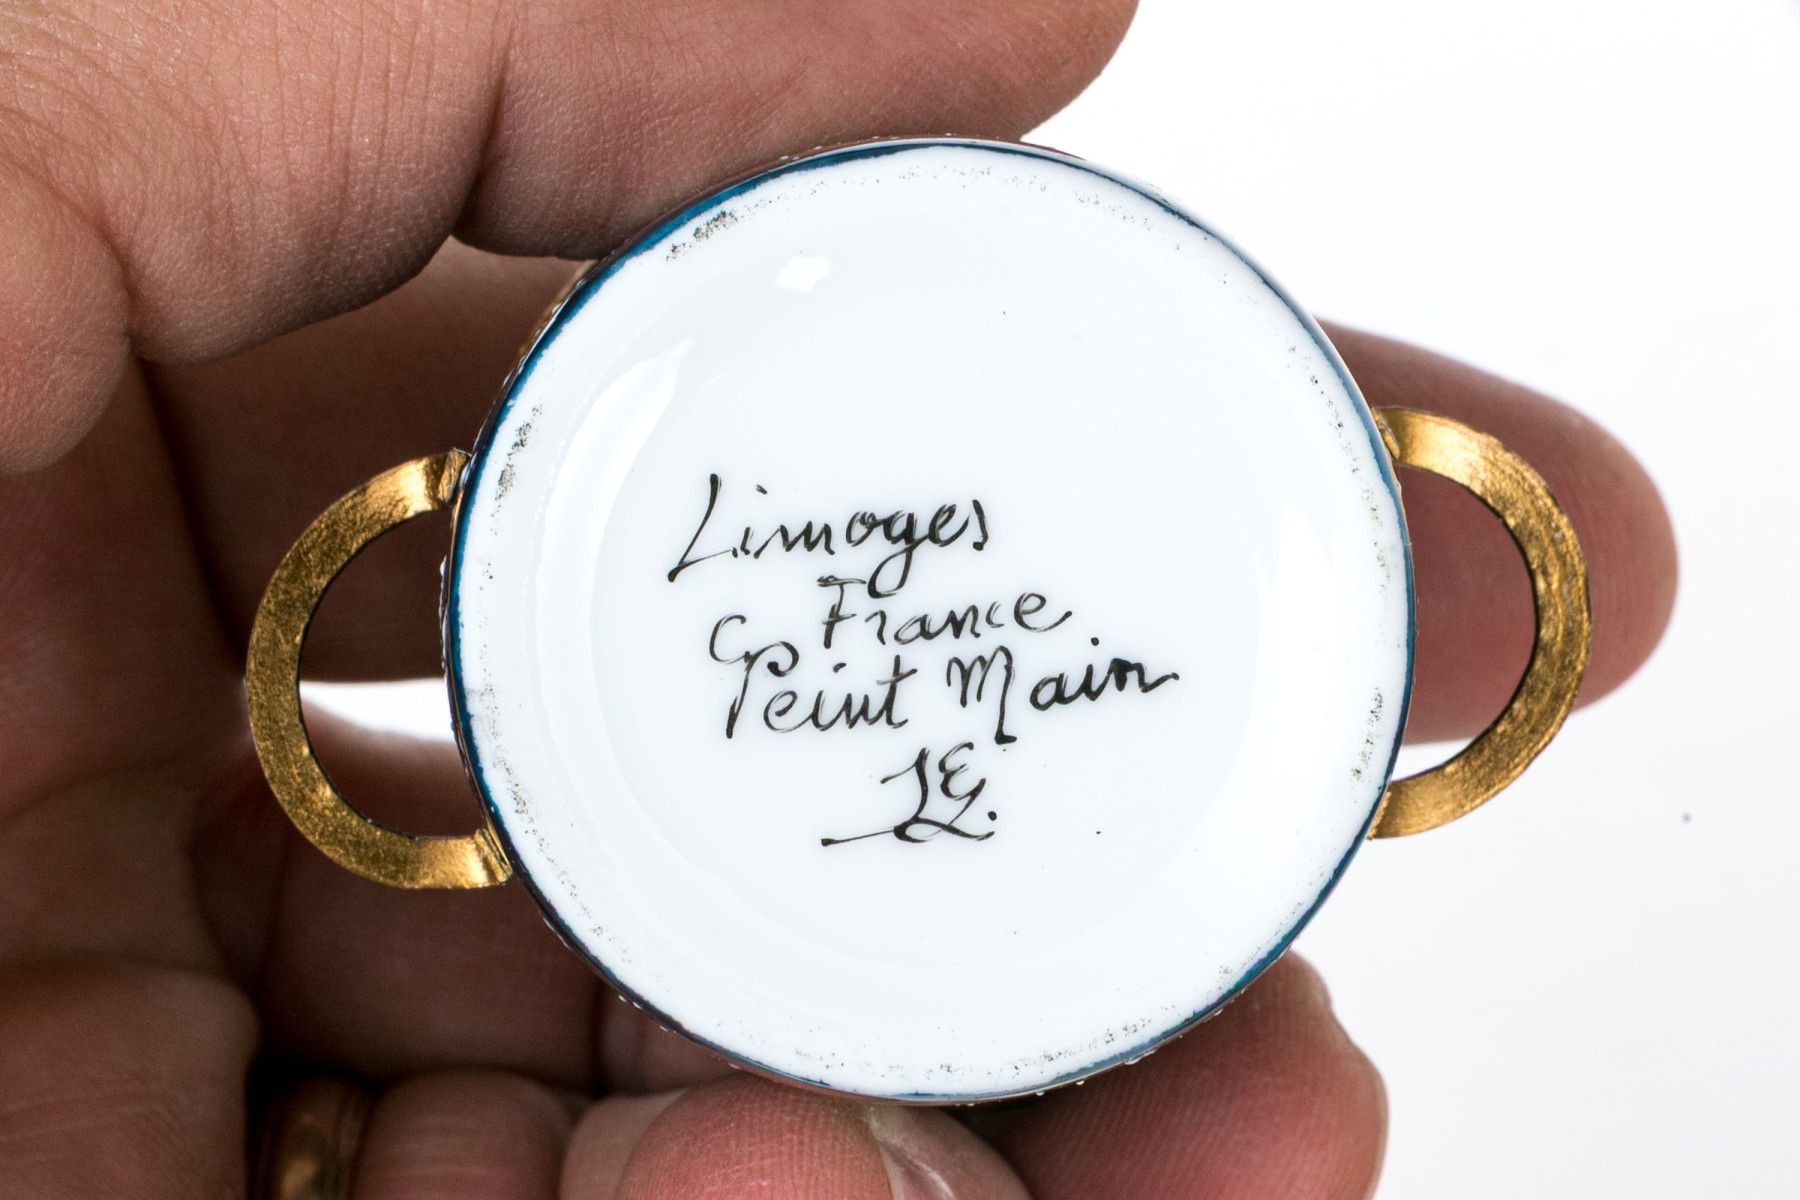 Limoges
France
Peint Main
LE.